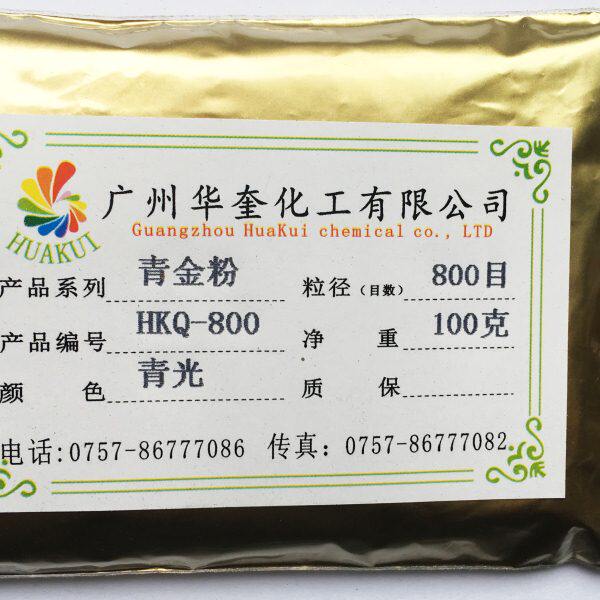 HUAKUI
广州华奎化工有限公司
Guangzhou HuaKui chemical co., LTD
产品系列 青金粉 粒径（目数） 800目
产品编号 HKQ-800 净 重 100克
颜 色 青光 质 保
电话:0757-86777086 传真：0757-86777082